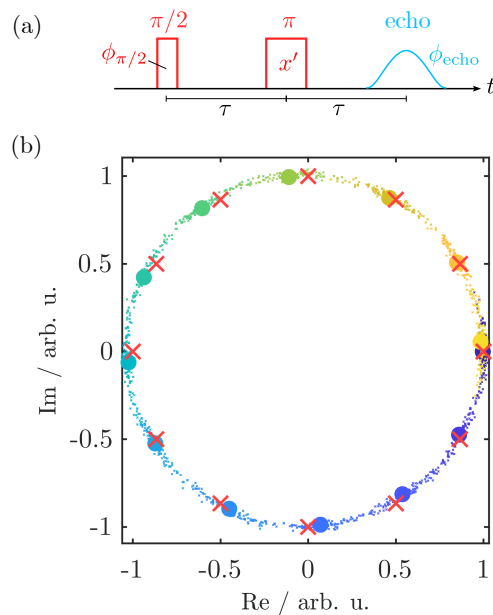 (a)
π/2
π
echo
ϕπ/2
x′
ϕecho
t
τ
τ
(b)
1
0.5
0
-0.5
-1
Im / arb. u.
-1
-0.5
0
0.5
1
Re / arb. u.